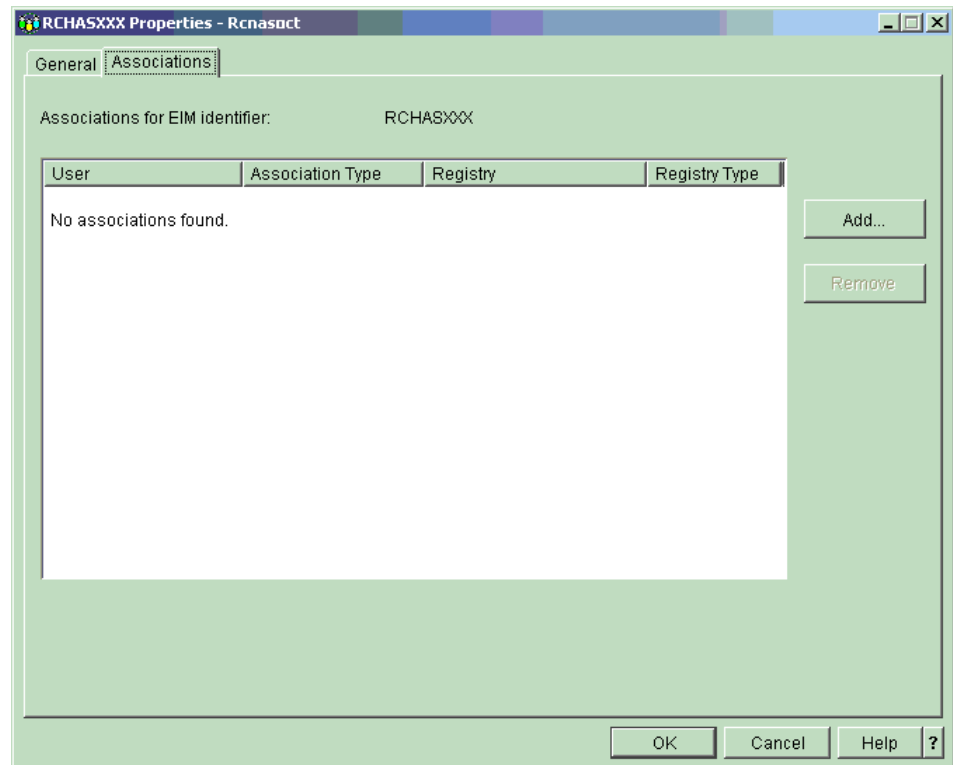 RCHASXXX Properties - Rcnasoct
General Associations
Associations for EIM identifier: RCHASXXX
User Association Type Registry Registry Type
No associations found.
Add...
Remove
OK Cancel Help ?